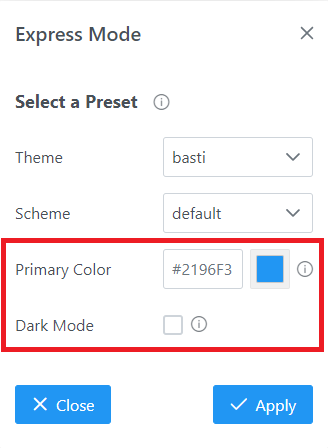 Express Mode
Select a Preset
Theme basti
Scheme default
Primary Color #2196F3
Dark Mode
Close Apply